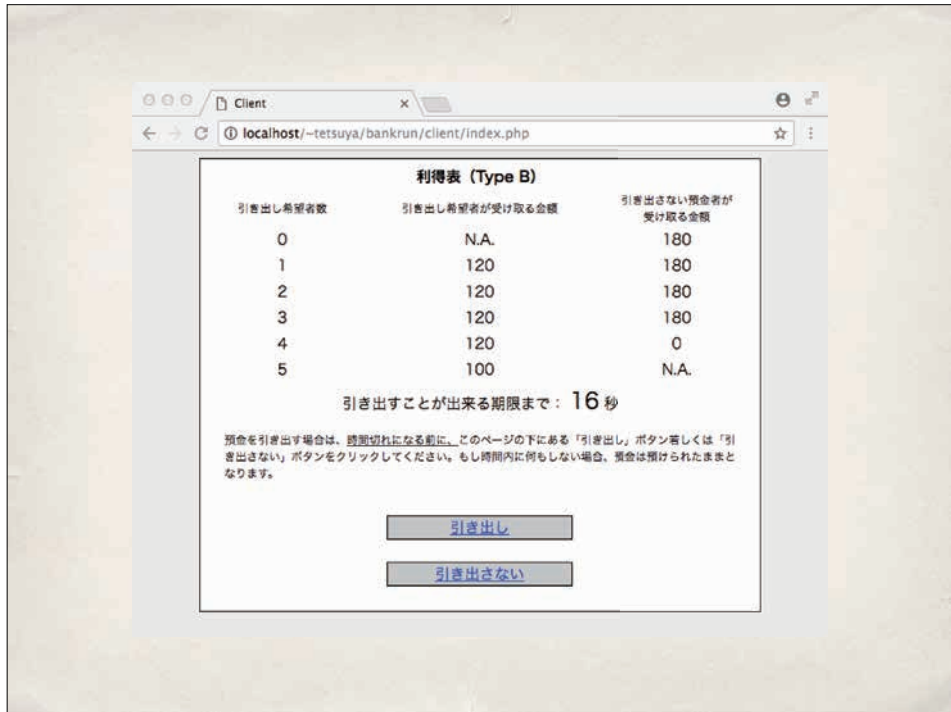 Client
localhost/~tetsuya/bankrun/client/index.php
利得表（Type B）
引き出し希望者数 引き出し希望者が受け取る金額 引き出さない預金者が
受け取る金額
0 N.A. 180
1 120 180
2 120 180
3 120 180
4 120 0
5 100 N.A.
引き出すことが出来る期限まで： 16 秒
預金を引き出す場合は、時間切れになる前に、このページの下にある「引き出し」ボタン若しくは「引
き出さない」ボタンをクリックしてください。もし時間内に何もしない場合、預金は預けられたままと
なります。
引き出し
引き出さない